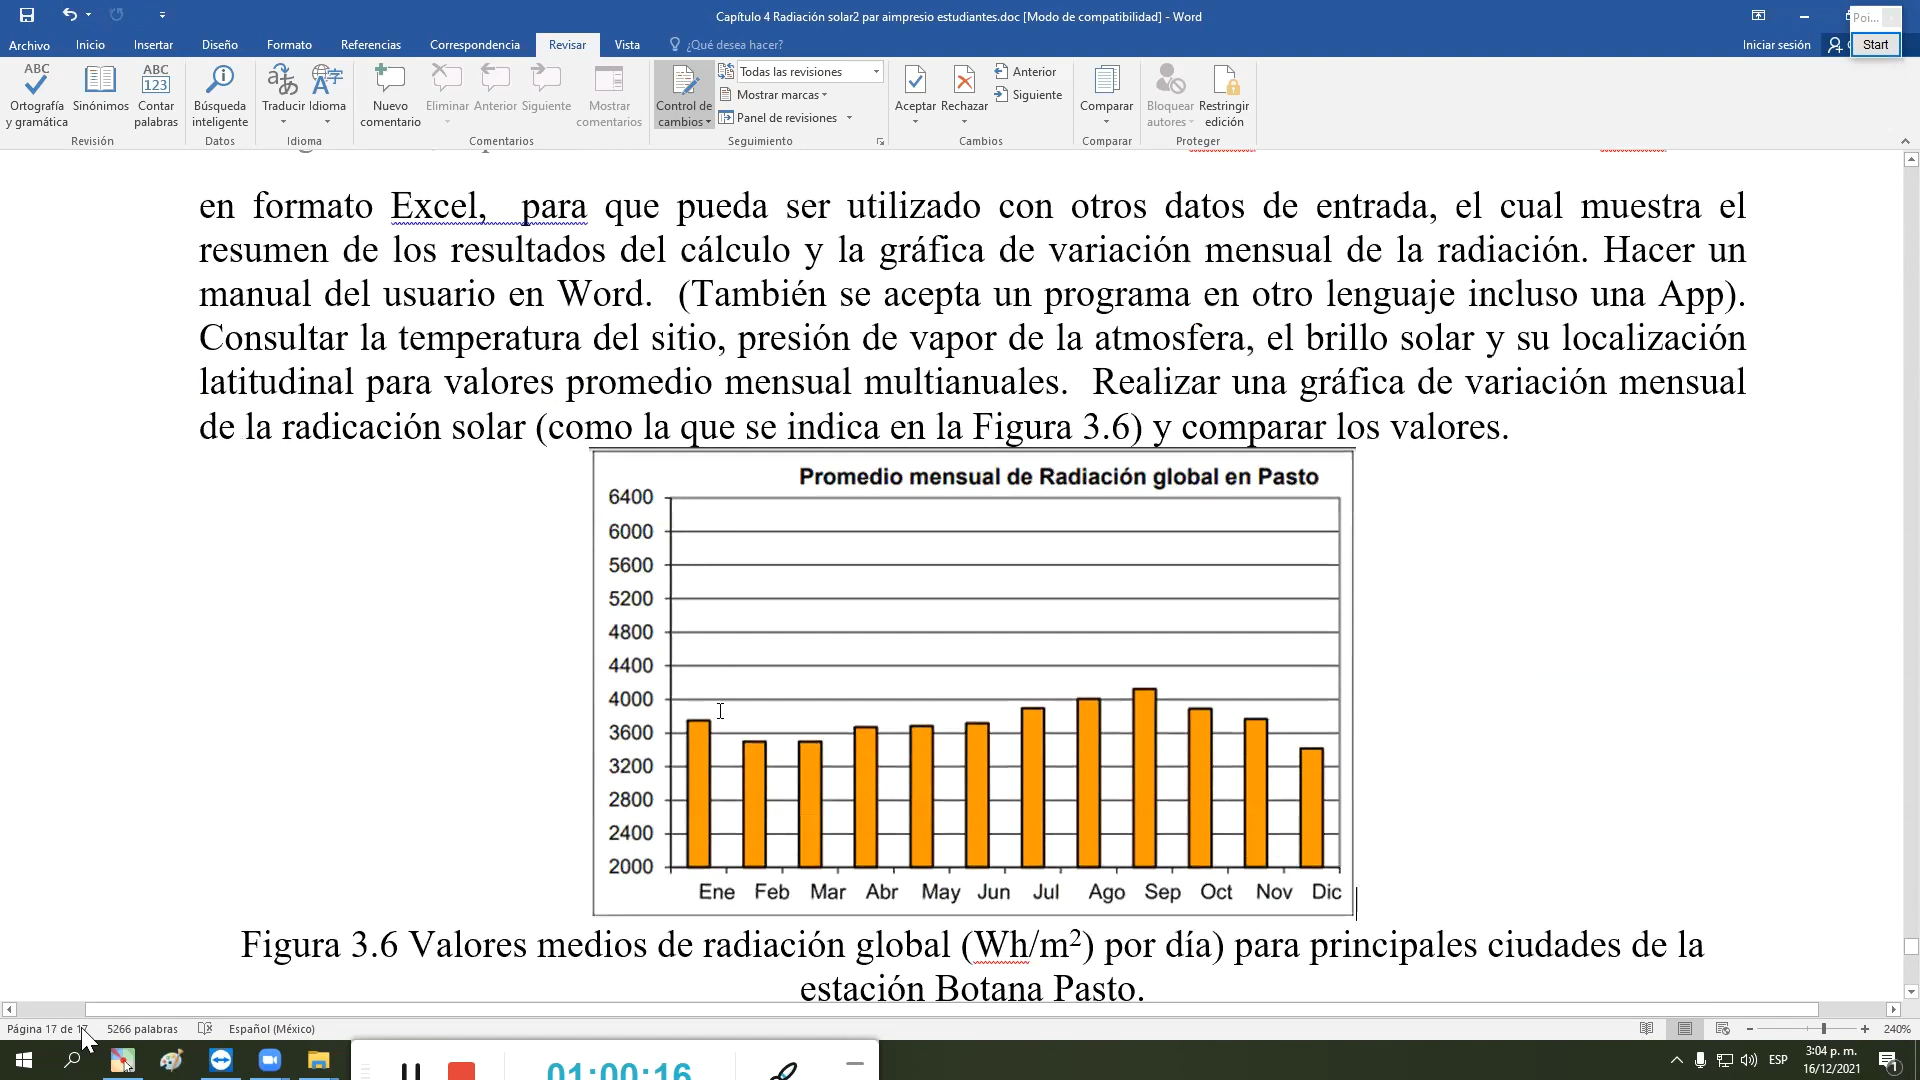 Capítulo 4 Radiación solar2 par aimpresio estudiantes.doc [Modo de compatibilidad] - Word
Poi...
Archivo Inicio Insertar Diseño Formato Referencias Correspondencia Revisar Vista ¿Qué desea hacer? Iniciar sesión Start
Ortografía y gramática
Sinónimos
ABC 123
Contar palabras
Revisión
Búsqueda inteligente
Datos
Traducir
Idioma
Idioma
Nuevo comentario
Eliminar
Anterior
Siguiente
Mostrar comentarios
Comentarios
Control de cambios
Todas las revisiones
Mostrar marcas
Panel de revisiones
Seguimiento
Aceptar
Rechazar
Anterior
Siguiente
Cambios
Comparar
Comparar
Bloquear autores
Restringir edición
Proteger
en formato Excel, para que pueda ser utilizado con otros datos de entrada, el cual muestra el
resumen de los resultados del cálculo y la gráfica de variación mensual de la radiación. Hacer un
manual del usuario en Word. (También se acepta un programa en otro lenguaje incluso una App).
Consultar la temperatura del sitio, presión de vapor de la atmosfera, el brillo solar y su localización
latitudinal para valores promedio mensual multianuales. Realizar una gráfica de variación mensual
de la radicación solar (como la que se indica en la Figura 3.6) y comparar los valores.
Promedio mensual de Radiación global en Pasto
6400
6000
5600
5200
4800
4400
4000
3600
3200
2800
2400
2000
Ene Feb Mar Abr May Jun Jul Ago Sep Oct Nov Dic
Figura 3.6 Valores medios de radiación global (Wh/m²) por día) para principales ciudades de la
estación Botana Pasto.
Página 17 de 17 5266 palabras Español (México) 240%
01:00:16
ESP
3:04 p. m.
16/12/2021
1